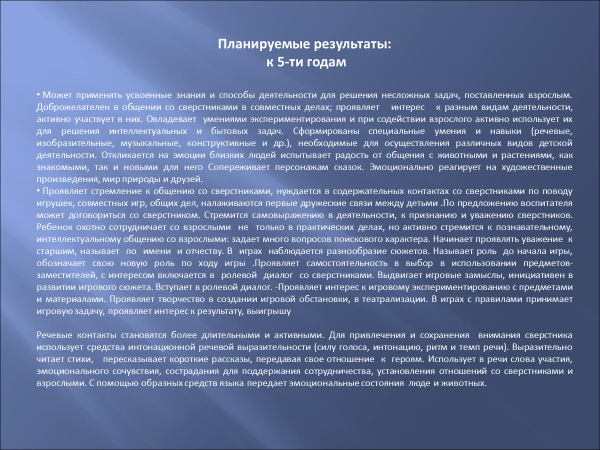 Планируемые результаты:
к 5-ти годам
• Может применять усвоенные знания и способы деятельности для решения несложных задач, поставленных взрослым.
Доброжелателен в общении со сверстниками в совместных делах; проявляет интерес к разным видам деятельности,
активно участвует в них. Овладевает умениями экспериментирования и при содействии взрослого активно использует их
для решения интеллектуальных и бытовых задач. Сформированы специальные умения и навыки (речевые,
изобразительные, музыкальные, конструктивные и др.), необходимые для осуществления различных видов детской
деятельности. Откликается на эмоции близких людей испытывает радость от общения с животными и растениями, как
знакомыми, так и новыми для него Сопереживает персонажам сказок. Эмоционально реагирует на художественные
произведения, мир природы и друзей.
• Проявляет стремление к общению со сверстниками, нуждается в содержательных контактах со сверстниками по поводу
игрушек, совместных игр, общих дел, налаживаются первые дружеские связи между детьми .По предложению воспитателя
может договориться со сверстником. Стремится самовыражению в деятельности, к признанию и уважению сверстников.
Ребенок охотно сотрудничает со взрослыми не только в практических делах, но активно стремится к познавательному,
интеллектуальному общению со взрослыми: задает много вопросов поискового характера. Начинает проявлять уважение к
старшим, называет по имени и отчеству. В играх наблюдается разнообразие сюжетов. Называет роль до начала игры,
обозначает свою новую роль по ходу игры .Проявляет самостоятельность в выбор в использовании предметов-
заместителей, с интересом включается в ролевой диалог со сверстниками. Выдвигает игровые замыслы, инициативен в
развитии игрового сюжета. Вступает в ролевой диалог. -Проявляет интерес к игровому экспериментированию с предметами
и материалами. Проявляет творчество в создании игровой обстановки, в театрализации. В играх с правилами принимает
игровую задачу, проявляет интерес к результату, выигрышу
Речевые контакты становятся более длительными и активными. Для привлечения и сохранения внимания сверстника
использует средства интонационной речевой выразительности (силу голоса, интонацию, ритм и темп речи). Выразительно
читает стихи, пересказывает короткие рассказы, передавая свое отношение к героям. Использует в речи слова участия,
эмоционального сочувствия, сострадания для поддержания сотрудничества, установления отношений со сверстниками и
взрослыми. С помощью образных средств языка передает эмоциональные состояния людe и животных.